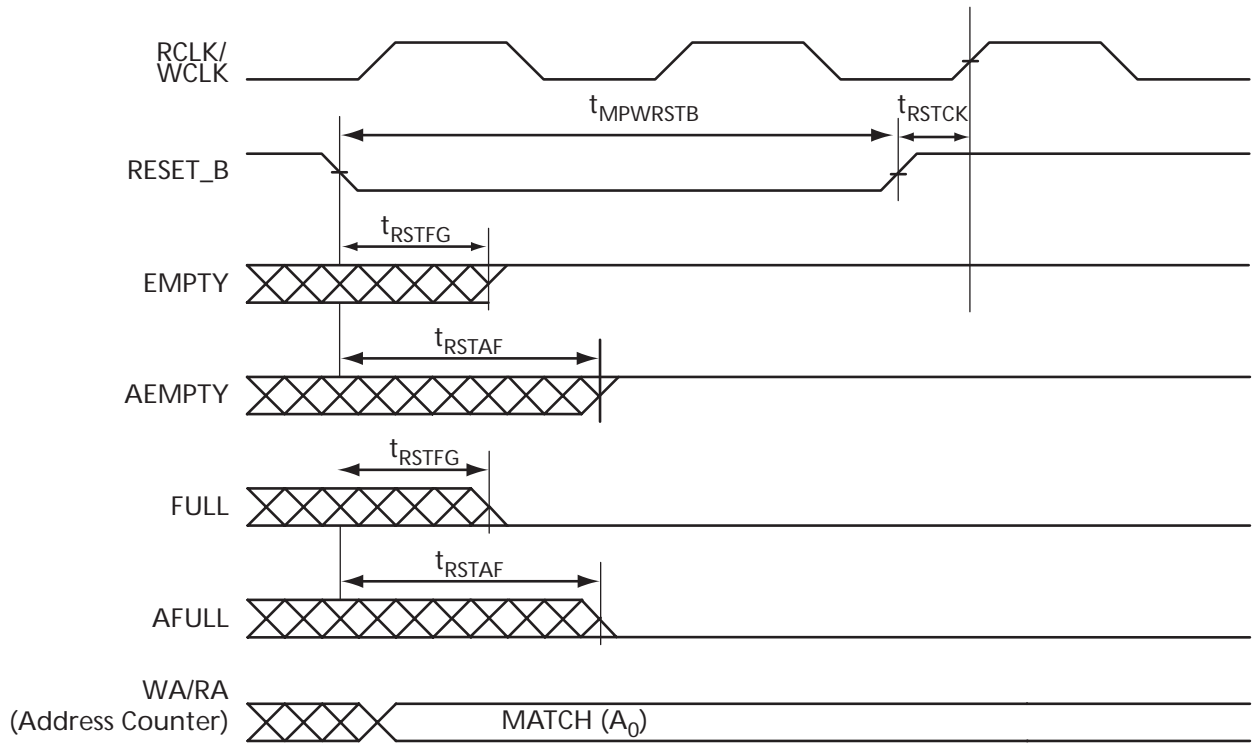 RCLK/
WCLK
tMPWRSTB
tRSTCK
RESET_B
tRSTFG
EMPTY
tRSTAF
AEMPTY
tRSTFG
FULL
tRSTAF
AFULL
WA/RA
(Address Counter)
MATCH (A0)